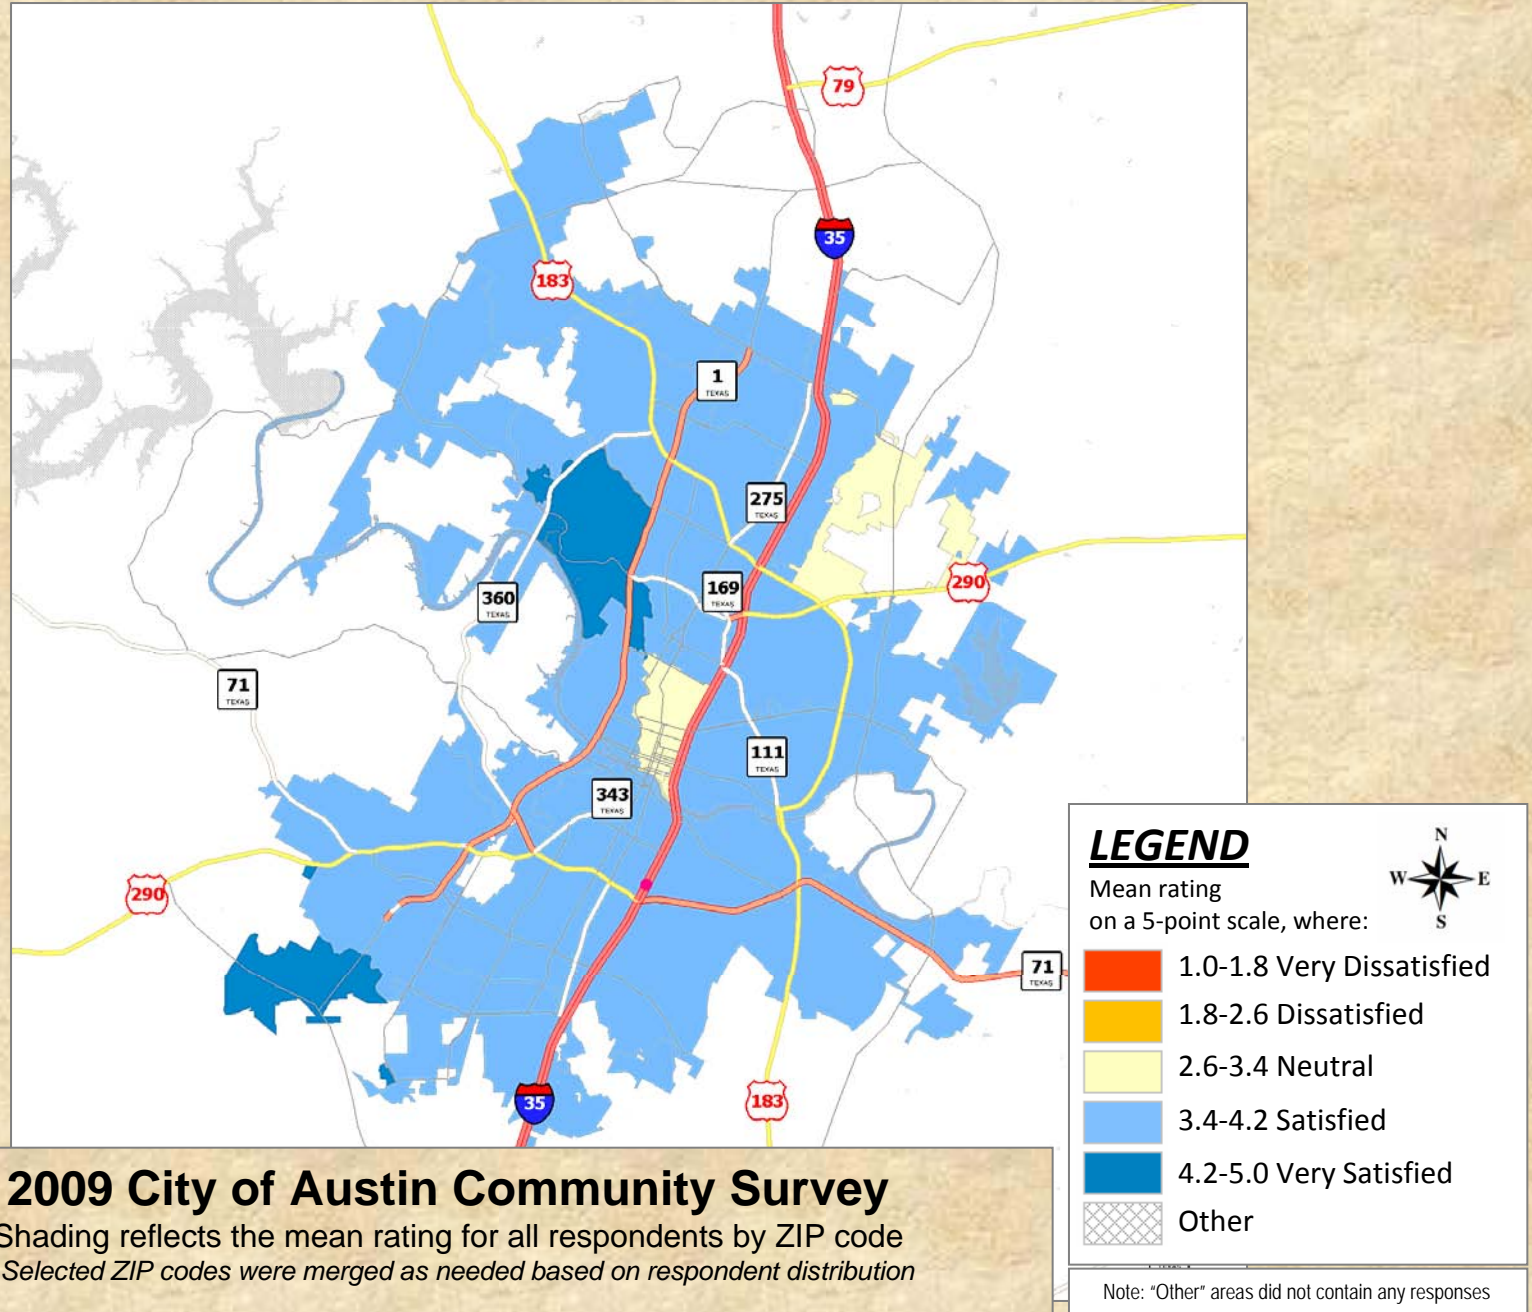 79
35
183
1
TEXAS
275
TEXAS
169
TEXAS
290
360
TEXAS
71
TEXAS
111
TEXAS
343
TEXAS
290
71
TEXAS
35
183
LEGEND
Mean rating
on a 5-point scale, where:
N
W E
S
1.0-1.8 Very Dissatisfied
1.8-2.6 Dissatisfied
2.6-3.4 Neutral
3.4-4.2 Satisfied
4.2-5.0 Very Satisfied
Other
Note: “Other” areas did not contain any responses
2009 City of Austin Community Survey
Shading reflects the mean rating for all respondents by ZIP code
Selected ZIP codes were merged as needed based on respondent distribution